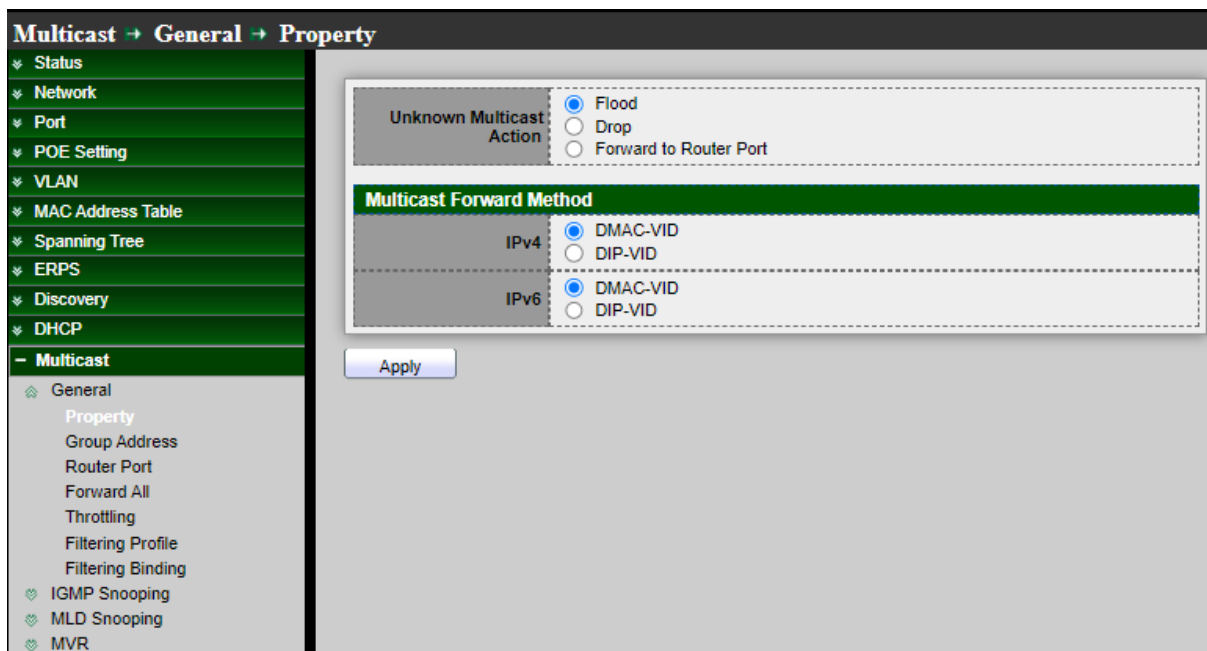 Multicast → General → Property
Status
Network
Port
POE Setting
VLAN
MAC Address Table
Spanning Tree
ERPS
Discovery
DHCP
Multicast
General
Property
Group Address
Router Port
Forward All
Throttling
Filtering Profile
Filtering Binding
IGMP Snooping
MLD Snooping
MVR
Unknown Multicast
Action
Flood
Drop
Forward to Router Port
Multicast Forward Method
IPv4
DMAC-VID
DIP-VID
IPv6
DMAC-VID
DIP-VID
Apply